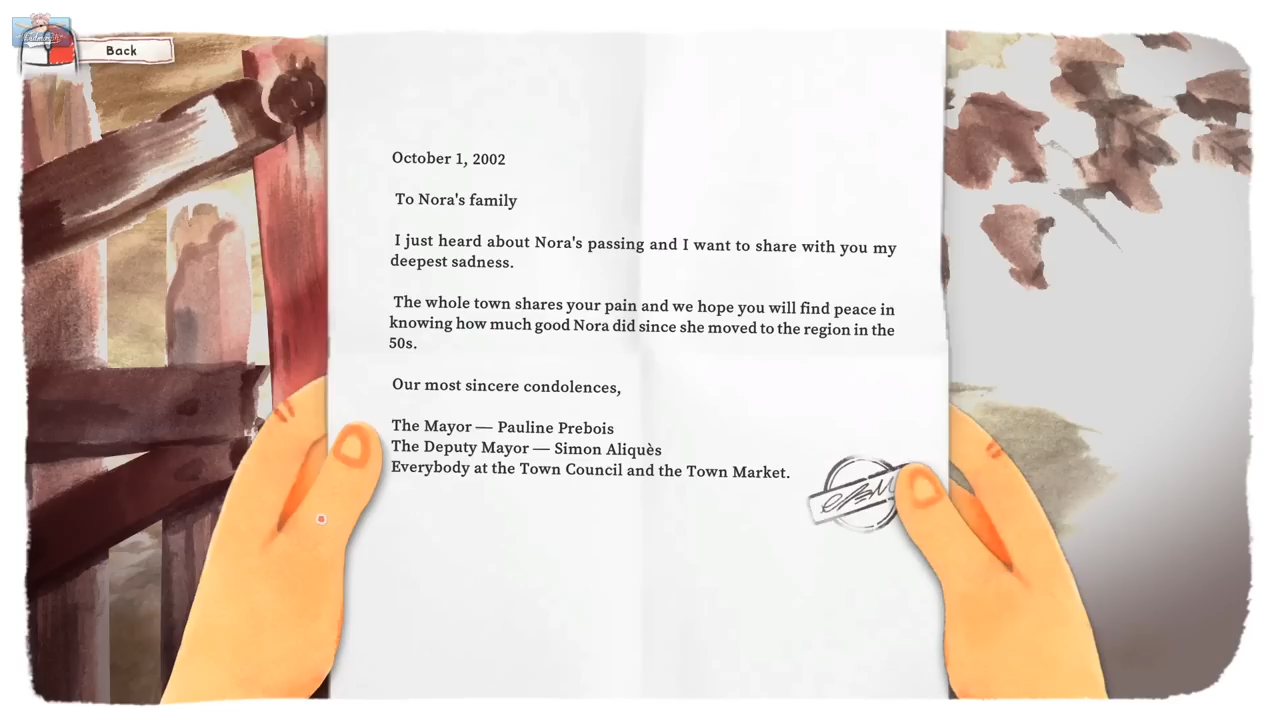 Back
October 1, 2002
To Nora's family
I just heard about Nora's passing and I want to share with you my
deepest sadness.
The whole town shares your pain and we hope you will find peace in
knowing how much good Nora did since she moved to the region in the
50s.
Our most sincere condolences,
The Mayor — Pauline Prebois
The Deputy Mayor — Simon Aliquès
Everybody at the Town Council and the Town Market.